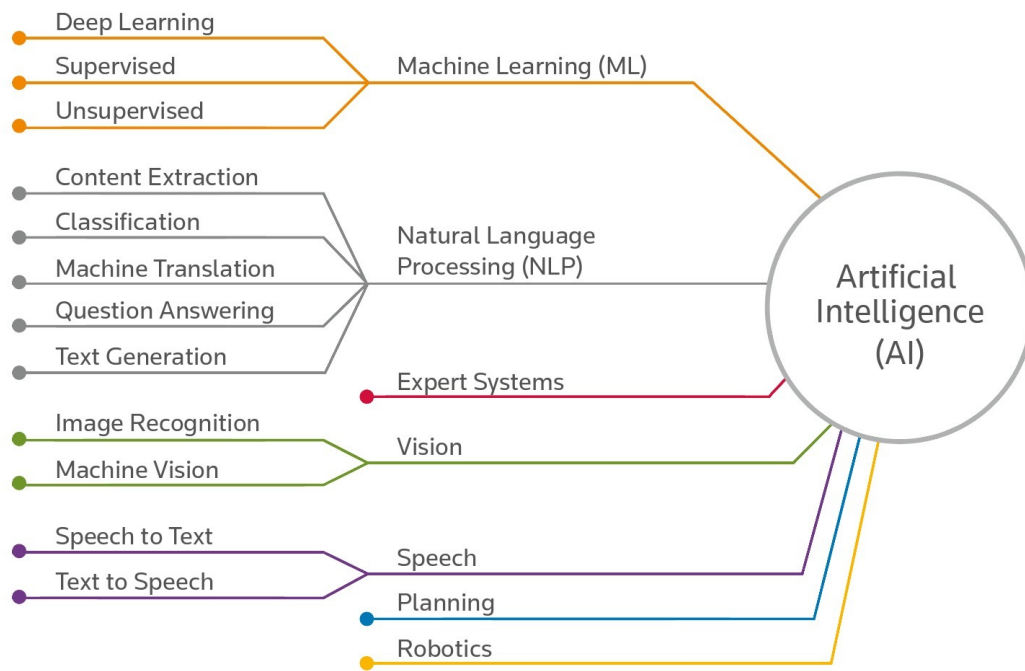 Deep Learning
Supervised
Unsupervised
Machine Learning (ML)
Content Extraction
Classification
Machine Translation
Question Answering
Text Generation
Natural Language
Processing (NLP)
Expert Systems
Image Recognition
Machine Vision
Vision
Speech to Text
Text to Speech
Speech
Planning
Robotics
Artificial
Intelligence
(AI)